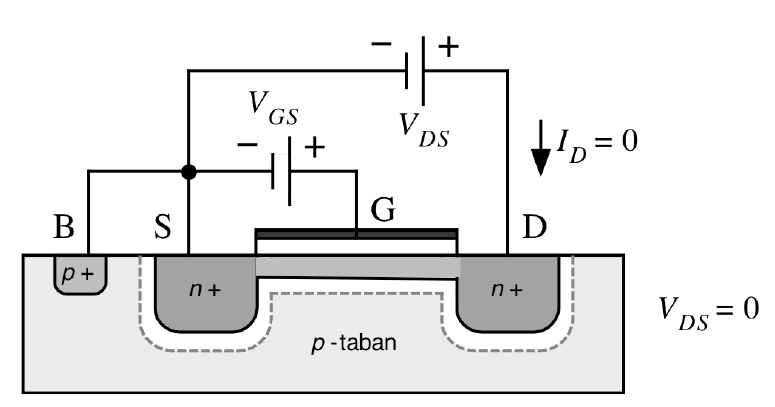 − +
V_GS
V_DS
− +
I_D = 0
B S G D
p+ n+ n+
V_DS = 0
p-taban